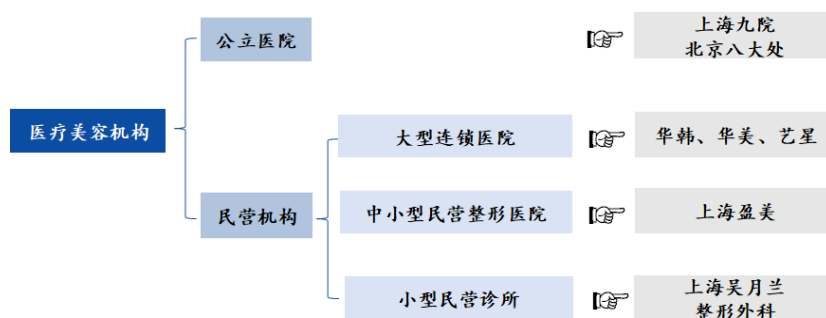 公立医院
上海九院
北京八大处
医疗美容机构
大型连锁医院
华韩、华美、艺星
民营机构
中小型民营整形医院
上海盈美
小型民营诊所
上海吴月兰
整形外科